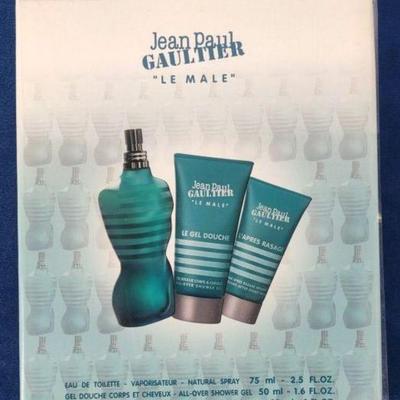 Jean Paul
GAULTIER
"LE MALE"
Jean Paul
GAULTIER
"LE MALE"
LE GEL DOUCHE
Jean Paul
GAULTIER
"LE MALE"
L'APRES RASAGE
EAU DE TOILETTE - VAPORISATEUR - NATURAL SPRAY 75 ml - 2.5 FL.OZ.
GEL DOUCHE CORPS ET CHEVEUX - ALL-OVER SHOWER GEL 50 ml - 1.6 FL.OZ.